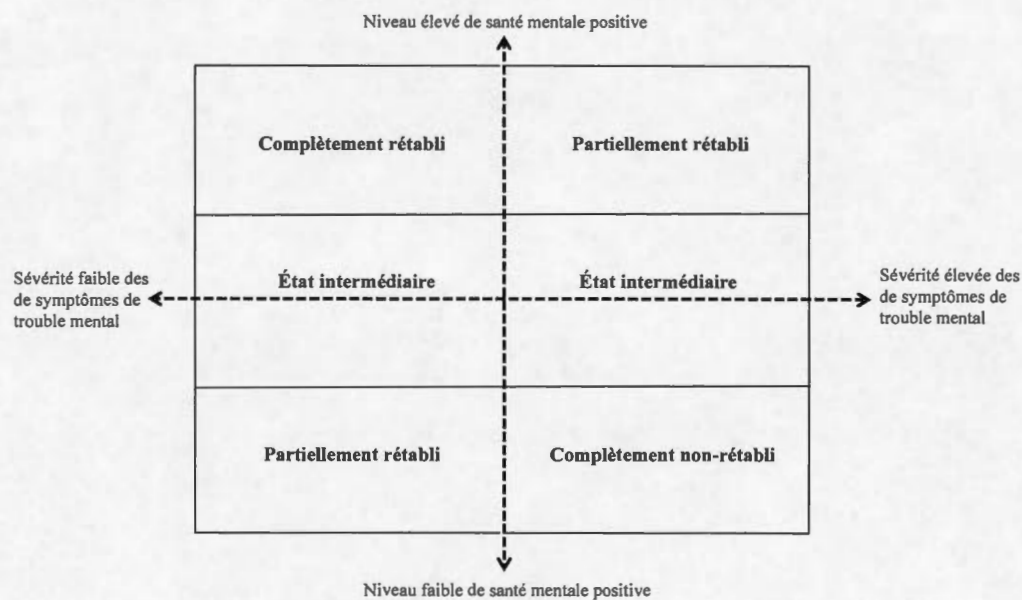 Niveau élevé de santé mentale positive
Complètement rétabli
Partiellement rétabli
Sévérité faible des
de symptômes de
trouble mental
État intermédiaire
État intermédiaire
Sévérité élevée des
de symptômes de
trouble mental
Partiellement rétabli
Complètement non-rétabli
Niveau faible de santé mentale positive